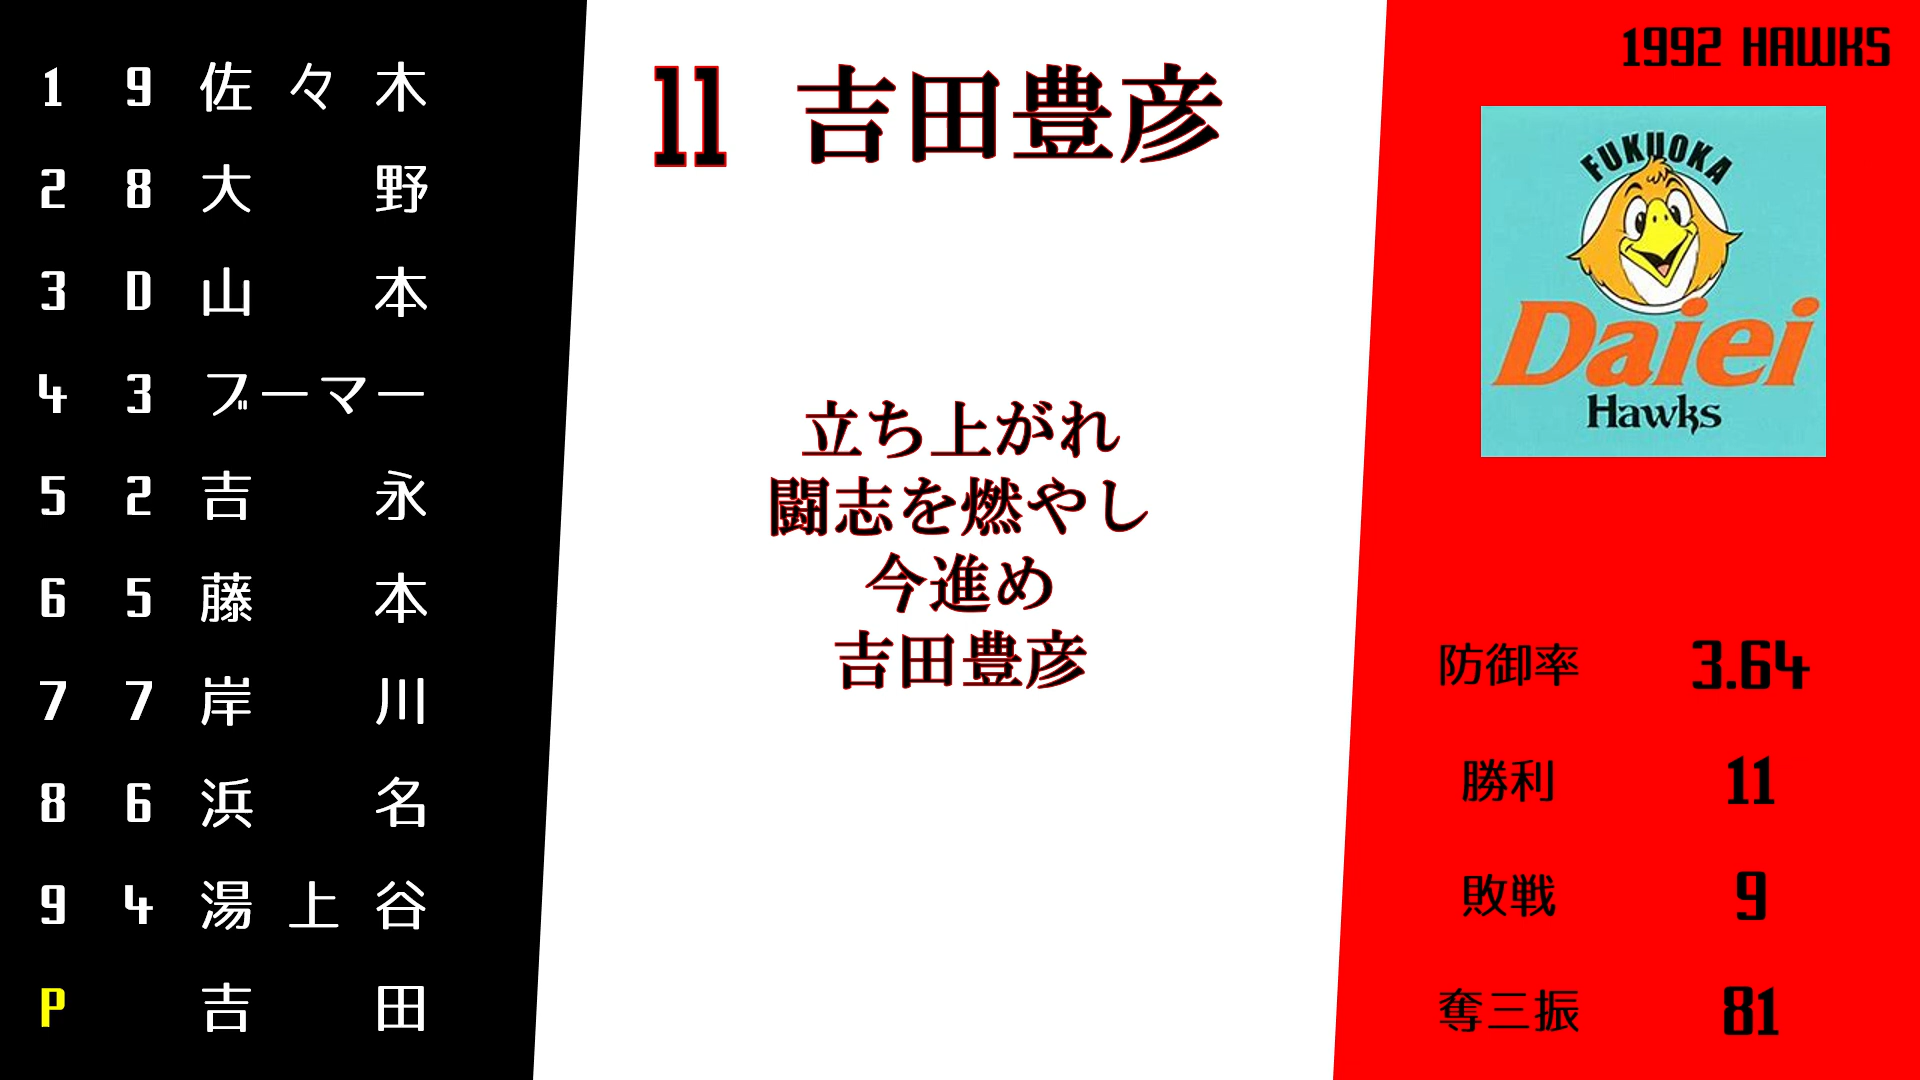 1 9 佐々木
2 8 大野
3 D 山本
4 3 ブーマー
5 2 吉永
6 5 藤本
7 7 岸川
8 6 浜名
9 4 湯上谷
P 吉田
11 吉田豊彦
立ち上がれ
闘志を燃やし
今進め
吉田豊彦
1992 HAWKS
FUKUOKA
Daiei
Hawks
防御率 3.64
勝利 11
敗戦 9
奪三振 81